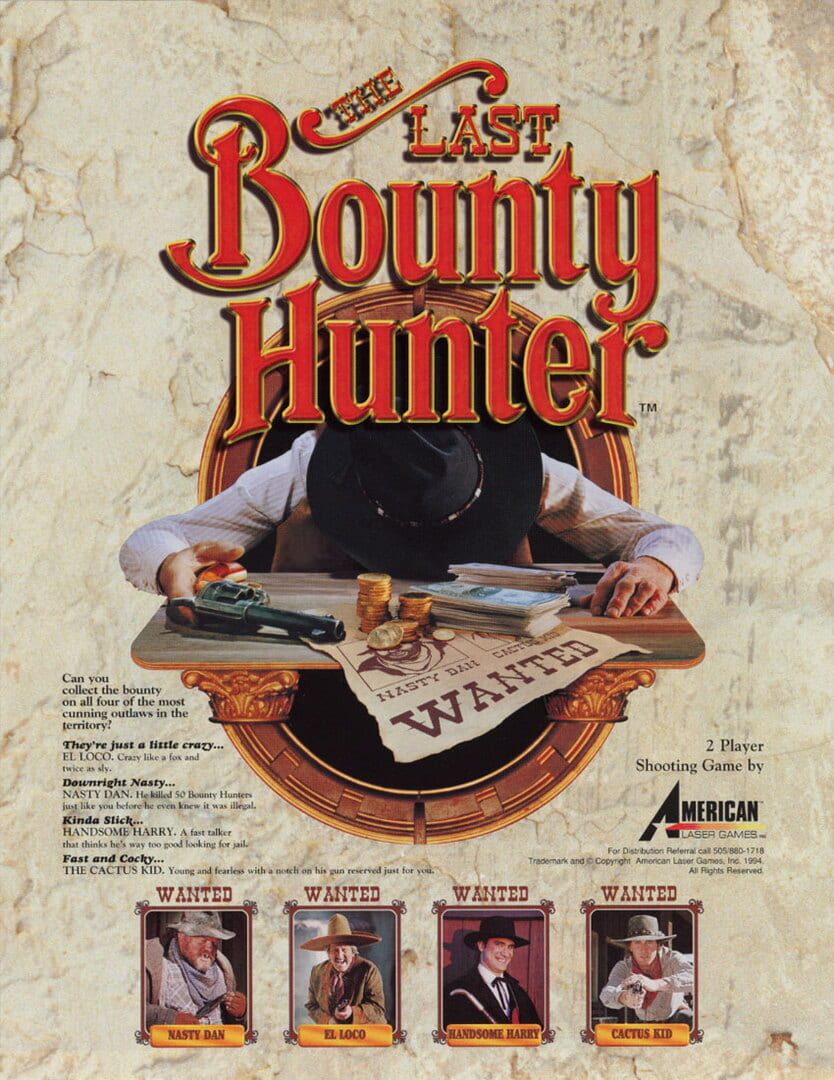 THE
LAST
Bounty
Hunter™
NASTY DAN CACTUS KID
WANTED
Can you
collect the bounty
on all four of the most
cunning outlaws in the
territory?
They're just a little crazy...
EL LOCO. Crazy like a fox and
twice as sly.
Downright Nasty...
NASTY DAN. He killed 50 Bounty Hunters
just like you before he even knew it was illegal.
Kinda Slick...
HANDSOME HARRY. A fast talker
that thinks he's way too good looking for jail.
Fast and Cocky...
THE CACTUS KID. Young and fearless with a notch on his gun reserved just for you.
2 Player
Shooting Game by
AMERICAN
LASER GAMES
For Distribution Referral call 505/880-1718
Trademark and © Copyright American Laser Games, Inc. 1994.
All Rights Reserved.
WANTED WANTED WANTED WANTED
NASTY DAN EL LOCO HANDSOME HARRY CACTUS KID